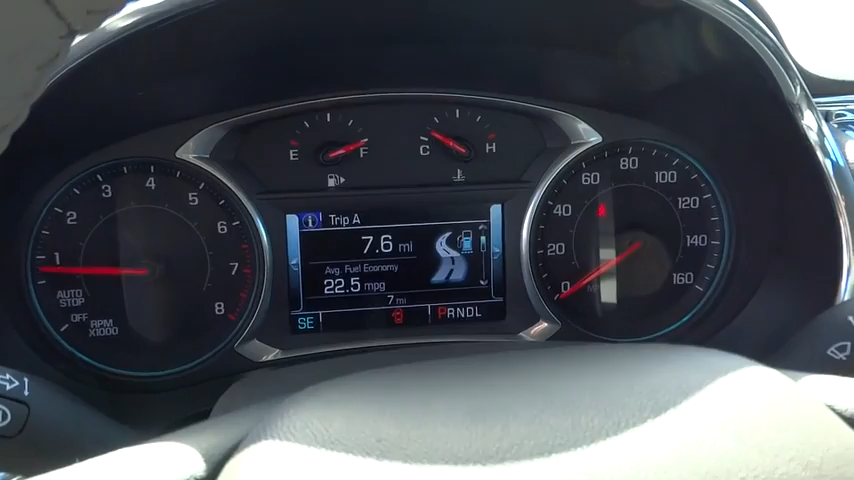 E F
C H
1 2 3 4 5 6 7 8
AUTO
STOP
OFF
RPM
X1000
i Trip A
7.6 mi
Avg. Fuel Economy
22.5 mpg
7 mi
SE PRNDL
0 20 40 60 80 100 120 140 160